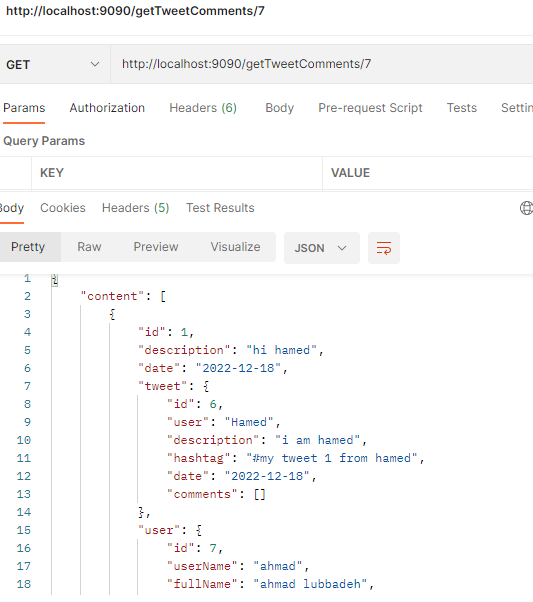 http://localhost:9090/getTweetComments/7
GET http://localhost:9090/getTweetComments/7
Params Authorization Headers (6) Body Pre-request Script Tests Settin
Query Params
KEY VALUE
Body Cookies Headers (5) Test Results
Pretty Raw Preview Visualize JSON
1 {
2 "content": [
3 {
4 "id": 1,
5 "description": "hi hamed",
6 "date": "2022-12-18",
7 "tweet": {
8 "id": 6,
9 "user": "Hamed",
10 "description": "i am hamed",
11 "hashtag": "#my tweet 1 from hamed",
12 "date": "2022-12-18",
13 "comments": []
14 },
15 "user": {
16 "id": 7,
17 "userName": "ahmad",
18 "fullName": "ahmad lubbadeh",